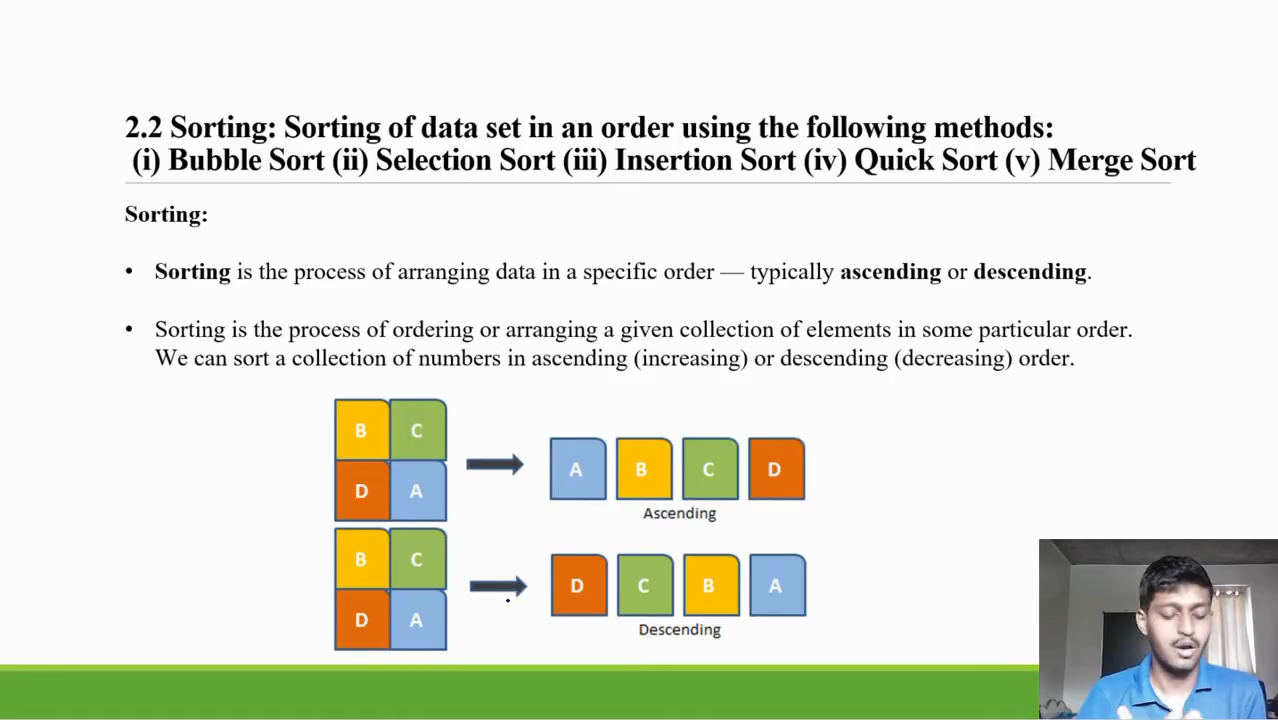 2.2 Sorting: Sorting of data set in an order using the following methods:
(i) Bubble Sort (ii) Selection Sort (iii) Insertion Sort (iv) Quick Sort (v) Merge Sort
Sorting:
• Sorting is the process of arranging data in a specific order — typically ascending or descending.
• Sorting is the process of ordering or arranging a given collection of elements in some particular order.
We can sort a collection of numbers in ascending (increasing) or descending (decreasing) order.
B C
D A
A B C D
Ascending
B C
D A
D C B A
Descending